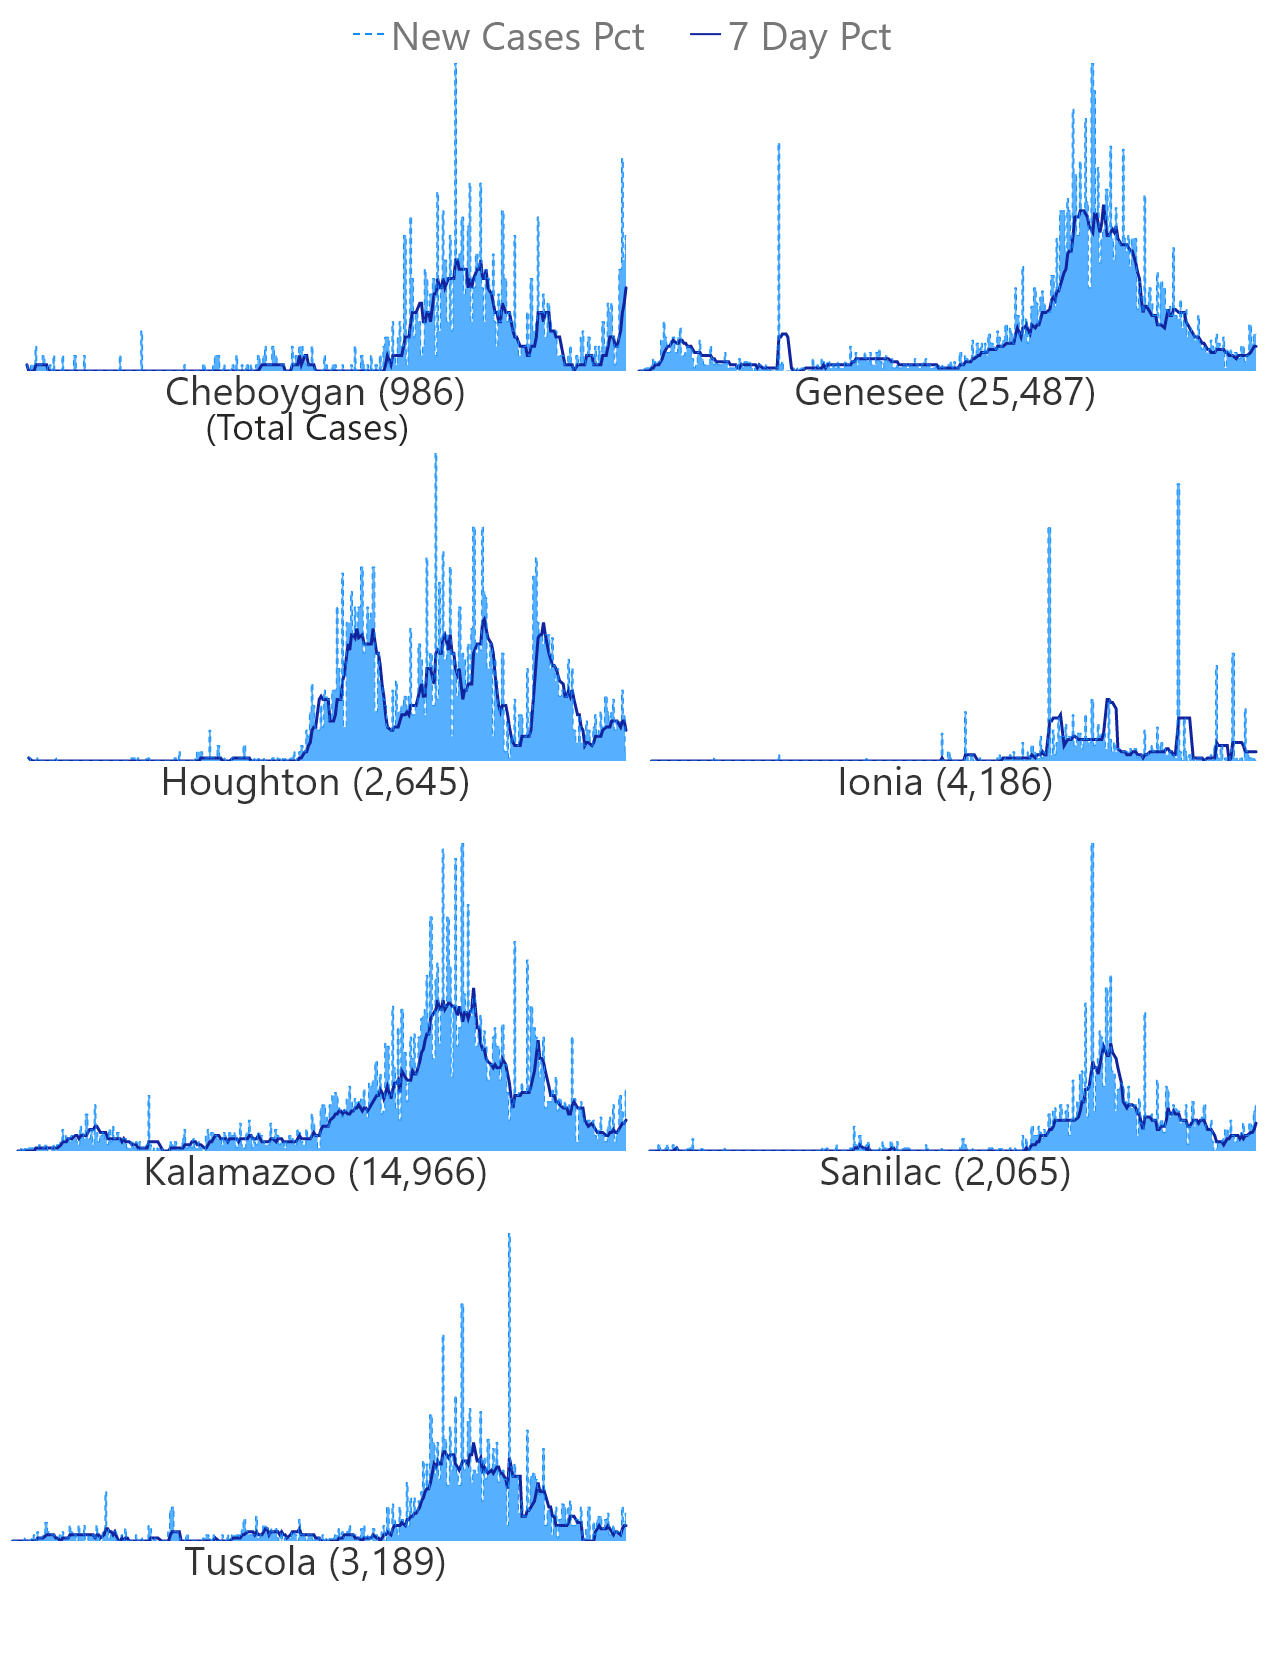 New Cases Pct 7 Day Pct
Cheboygan (986)
(Total Cases)
Genesee (25,487)
Houghton (2,645)
Ionia (4,186)
Kalamazoo (14,966)
Sanilac (2,065)
Tuscola (3,189)